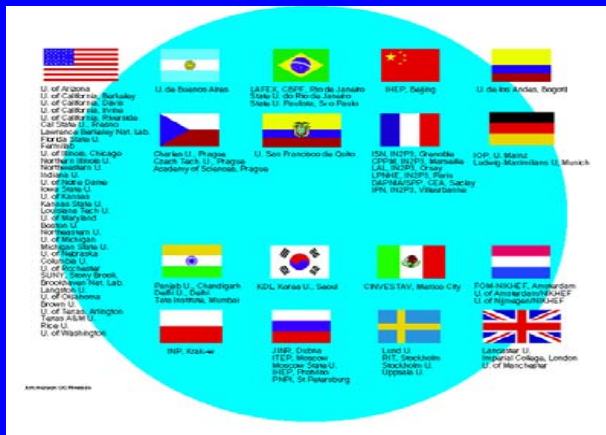 U. of Arizona
U. of California, Berkeley
U. of California, Davis
U. of California, Irvine
U. of California, Riverside
Cal State U., Fresno
Lawrence Berkeley Nat. Lab.
Florida State U.
Fermilab
U. of Illinois, Chicago
Northern Illinois U.
Northwestern U.
Indiana U.
U. of Notre Dame
Iowa State U.
U. of Kansas
Kansas State U.
Louisiana Tech U.
U. of Maryland
Boston U.
Northeastern U.
U. of Michigan
Michigan State U.
U. of Nebraska
Columbia U.
U. of Rochester
SUNY, Stony Brook
Brookhaven Nat. Lab.
Langston U.
U. of Oklahoma
Brown U.
U. of Texas, Arlington
Texas A&M U.
Rice U.
U. of Washington
U. de Buenos Aires
LAFEX, CBPF, Rio de Janeiro
State U. do Rio de Janeiro
State U. Paulista, São Paulo
IHEP, Beijing
U. de los Andes, Bogotá
Charles U., Prague
Czech Tech. U., Prague
Academy of Sciences, Prague
U. San Francisco de Quito
ISN, IN2P3, Grenoble
CPPM, IN2P3, Marseille
LAL, IN2P3, Orsay
LPNHE, IN2P3, Paris
DAPNIA/SPP, CEA, Saclay
IPN, IN2P3, Villeurbanne
U. Mainz
Ludwig-Maximilians U., Munich
Panjab U., Chandigarh
Delhi U., Delhi
Tata Institute, Mumbai
KDL, Korea U., Seoul
CINVESTAV, Mexico City
FOM-NIKHEF, Amsterdam
U. of Amsterdam/NIKHEF
U. of Nijmegen/NIKHEF
INP, Kraków
JINR, Dubna
ITEP, Moscow
Moscow State U.
IHEP, Protvino
PNPI, St Petersburg
Lund U.
RIT, Stockholm
Stockholm U.
Uppsala U.
Lancaster U.
Imperial College, London
U. of Manchester